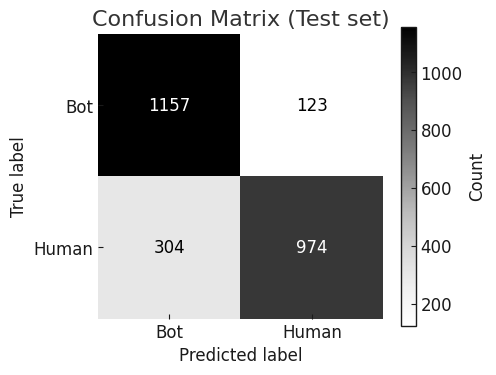 Confusion Matrix (Test set)
True label
Bot
1157
123
Human
304
974
Bot
Human
Predicted label
1000
800
600
400
200
Count